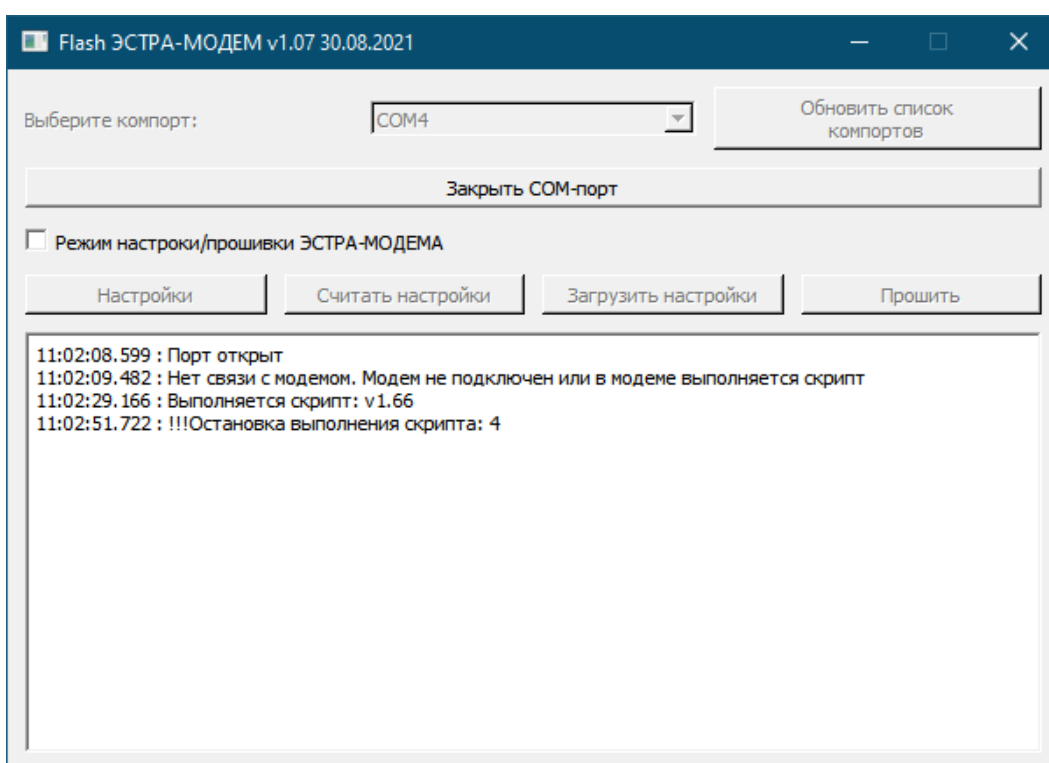 Flash ЭСТРА-МОДЕМ v1.07 30.08.2021
Выберите компорт:
COM4
Обновить список
компортов
Закрыть COM-порт
Режим настроки/прошивки ЭСТРА-МОДЕМА
Настройки
Считать настройки
Загрузить настройки
Прошить
11:02:08.599 : Порт открыт
11:02:09.482 : Нет связи с модемом. Модем не подключен или в модеме выполняется скрипт
11:02:29.166 : Выполняется скрипт: v1.66
11:02:51.722 : !!!Остановка выполнения скрипта: 4